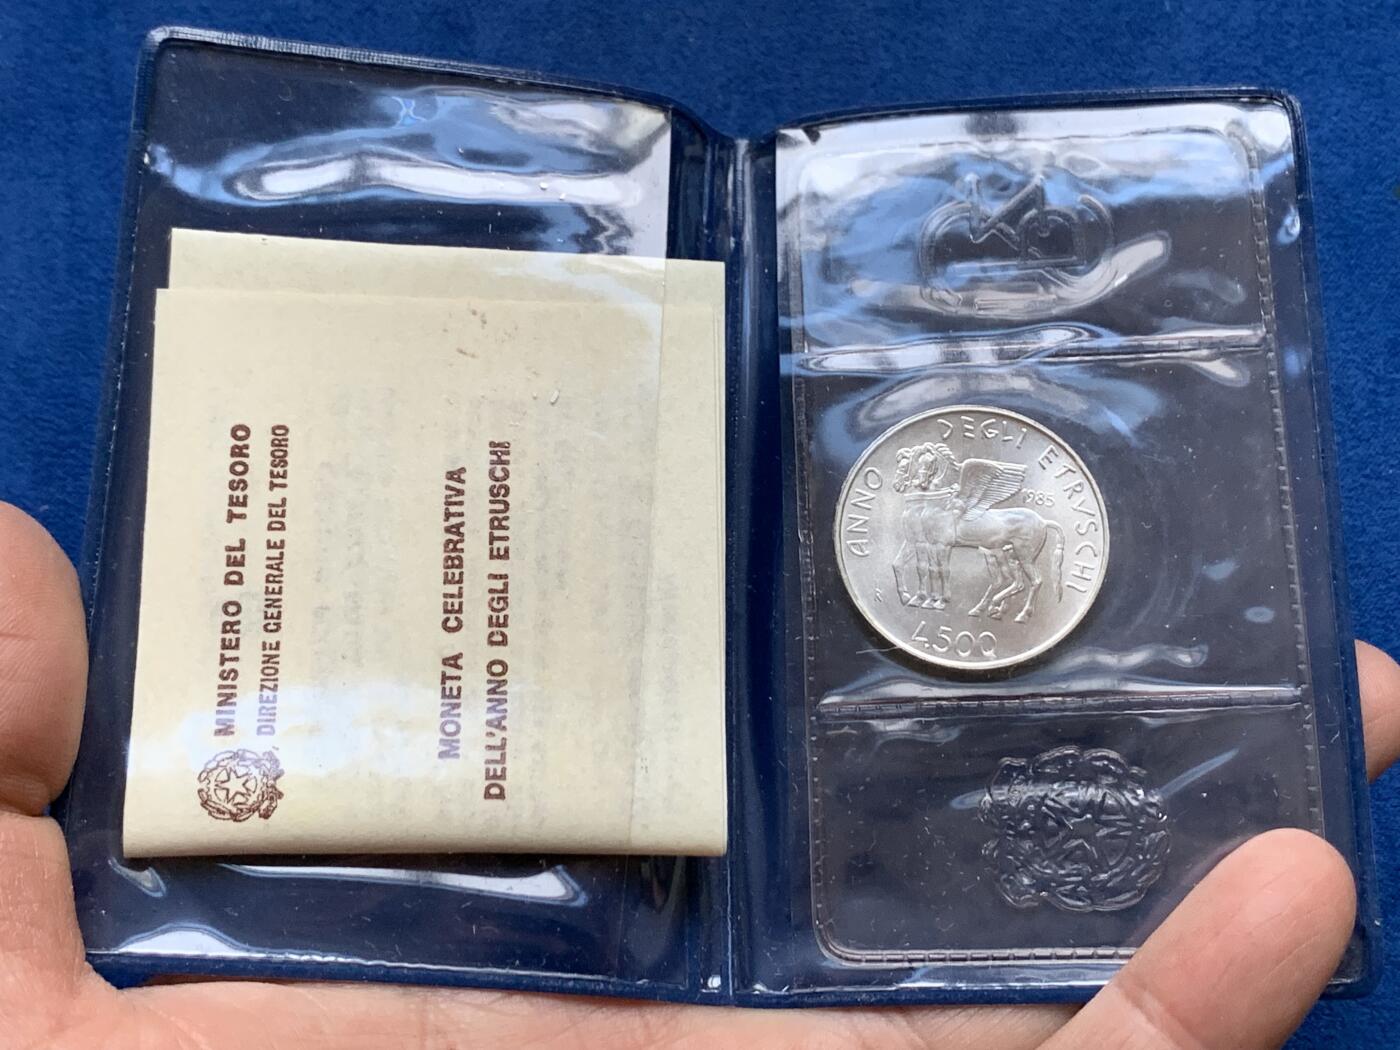 MINISTERO DEL TESORO
DIREZIONE GENERALE DEL TESORO
MONETA CELEBRATIVA
DELL'ANNO DEGLI ETRUSCHI
ANNO DEGLI ETRVSCHI
1985
L.500
R